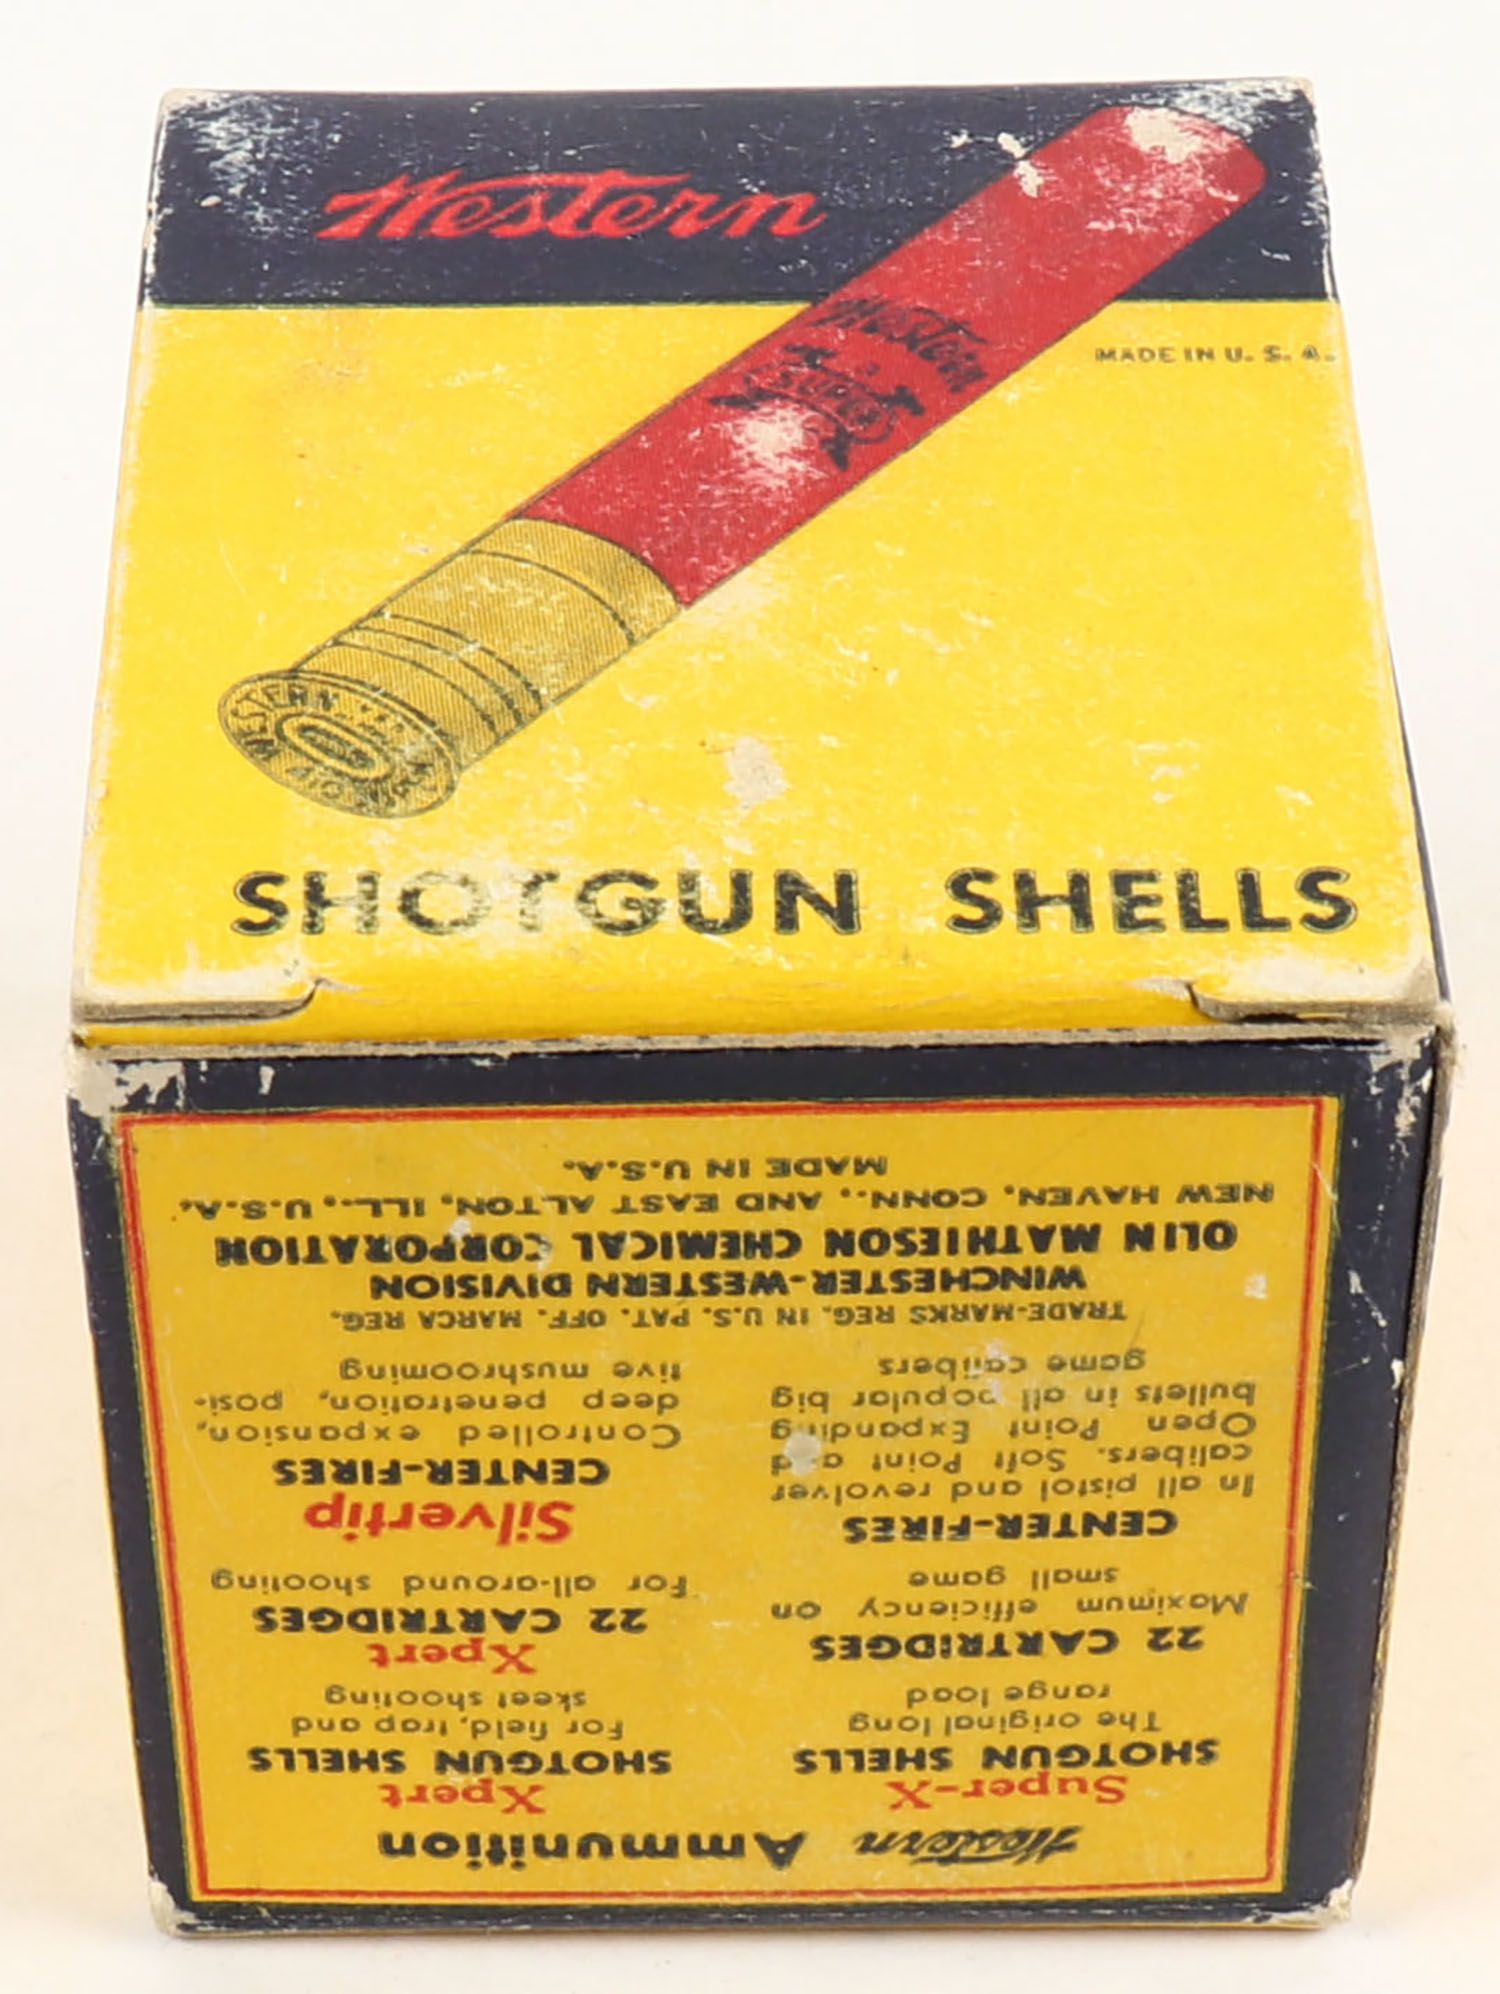 Western
MADE IN U. S. A.
Western
SUPER
X
WESTERN
410
SHOTGUN SHELLS
Western Ammunition
Super-X
SHOTGUN SHELLS
The original long
range load
22 CARTRIDGES
Maximum efficiency on
small game
CENTER-FIRES
In all pistol and revolver
calibers. Soft Point and
Open Point Expanding
bullets in all popular big
game calibers
Xpert
SHOTGUN SHELLS
For field, trap and
skeet shooting
Xpert
22 CARTRIDGES
For all-around shooting
Silvertip
CENTER-FIRES
Controlled expansion,
deep penetration, posi-
tive mushrooming
TRADE-MARKS REG. IN U.S. PAT. OFF. MARCA REG.
WINCHESTER-WESTERN DIVISION
OLIN MATHIESON CHEMICAL CORPORATION
NEW HAVEN, CONN., AND EAST ALTON, ILL., U.S.A.
MADE IN U.S.A.